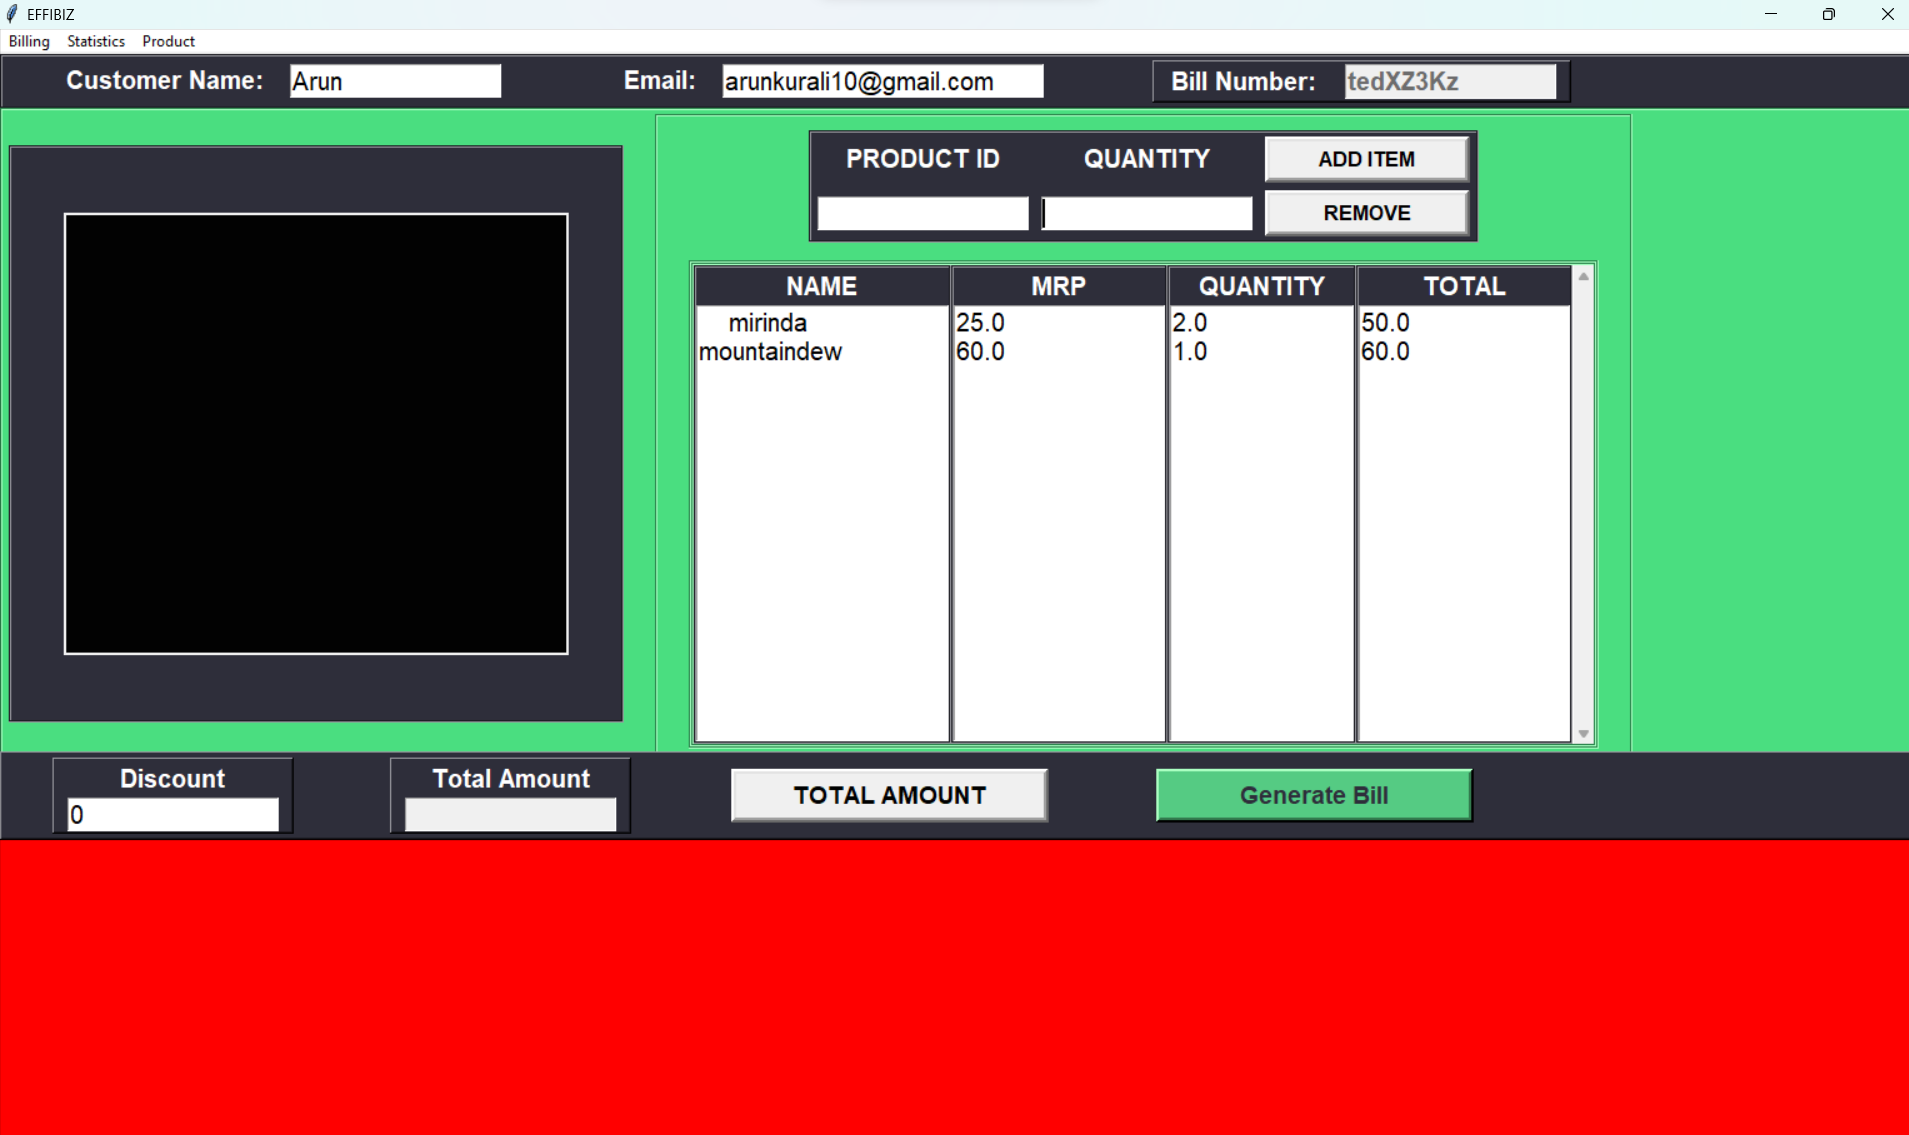 EFFIBIZ
Billing Statistics Product
Customer Name: Arun Email: arunkurali10@gmail.com Bill Number: tedXZ3Kz
PRODUCT ID QUANTITY ADD ITEM
REMOVE
NAME MRP QUANTITY TOTAL
mirinda 25.0 2.0 50.0
mountaindew 60.0 1.0 60.0
Discount Total Amount TOTAL AMOUNT Generate Bill
0